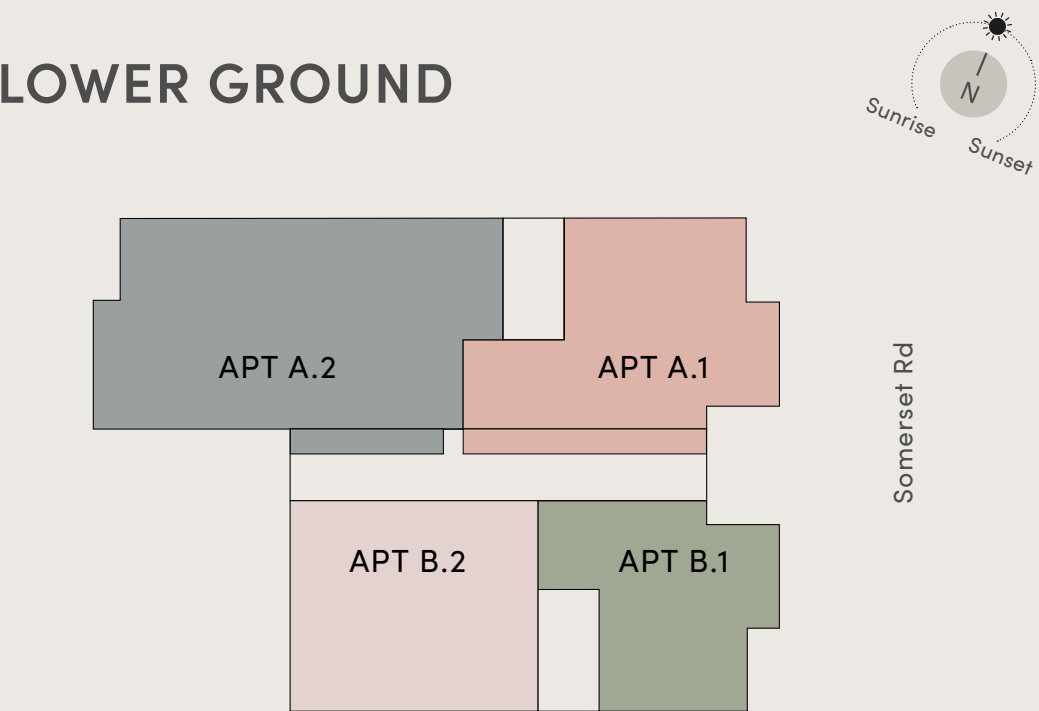 LOWER GROUND
N
Sunrise
Sunset
APT A.2
APT A.1
Somerset Rd
APT B.2
APT B.1